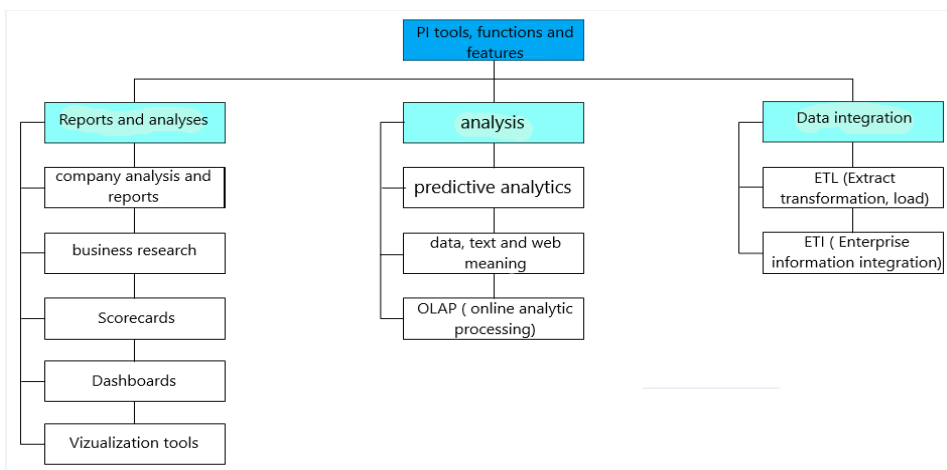 PI tools, functions and
features
Reports and analyses
company analysis and
reports
business research
Scorecards
Dashboards
Vizualization tools
analysis
predictive analytics
data, text and web
meaning
OLAP ( online analytic
processing)
Data integration
ETL (Extract
transformation, load)
ETI ( Enterprise
information integration)